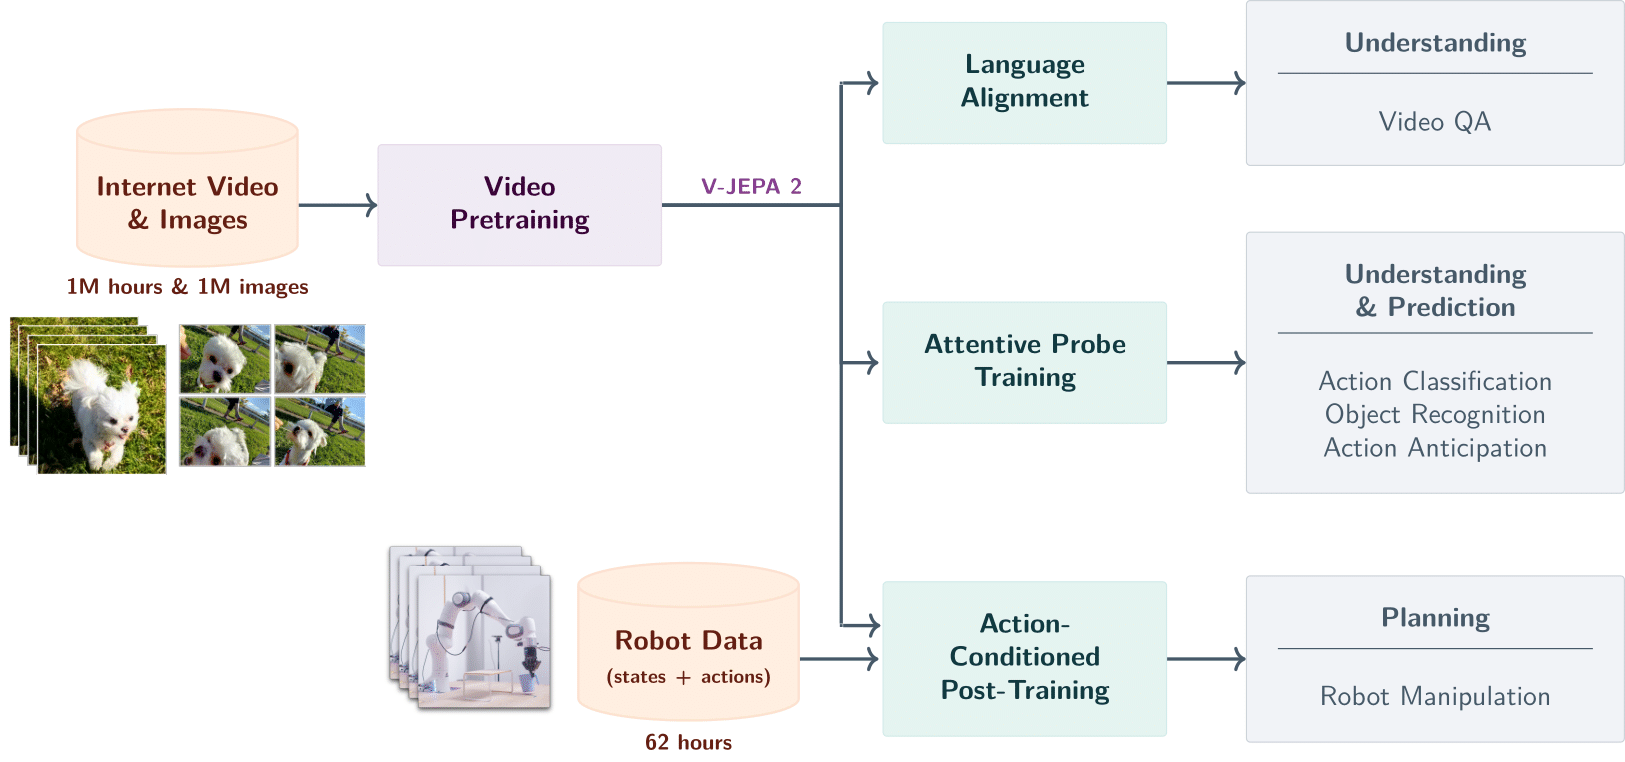 Internet Video
& Images
1M hours & 1M images
Video
Pretraining
V-JEPA 2
Language
Alignment
Understanding
Video QA
Attentive Probe
Training
Understanding
& Prediction
Action Classification
Object Recognition
Action Anticipation
Robot Data
(states + actions)
62 hours
Action-
Conditioned
Post-Training
Planning
Robot Manipulation